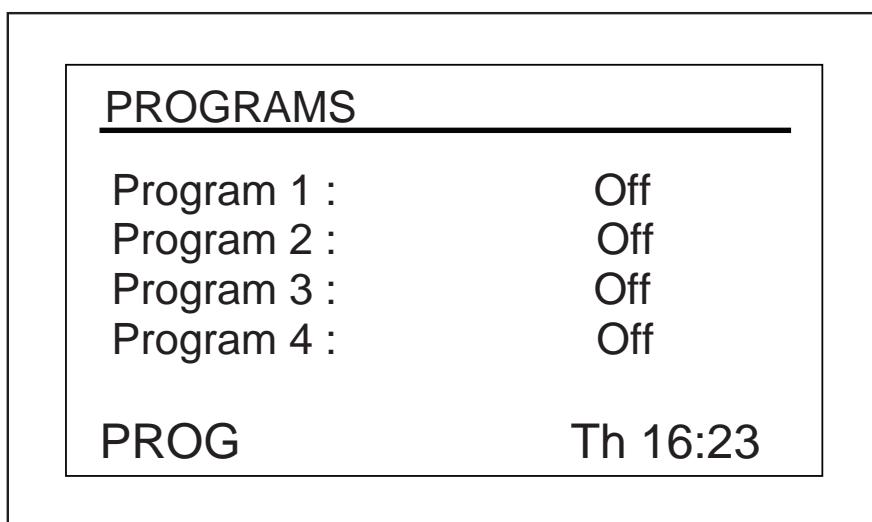 PROGRAMS
Program 1 : Off
Program 2 : Off
Program 3 : Off
Program 4 : Off
PROG Th 16:23